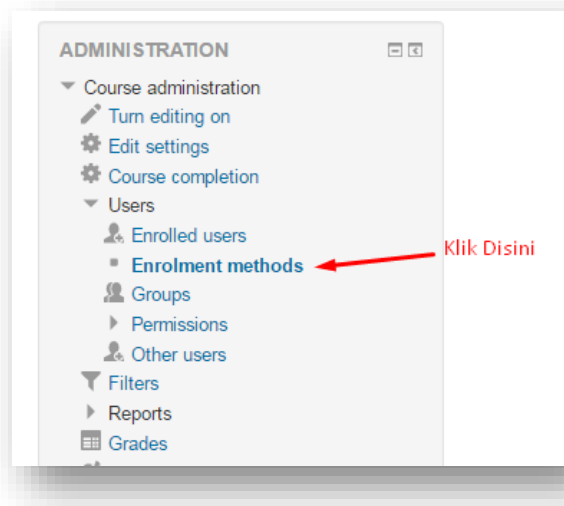 ADMINISTRATION
Course administration
Turn editing on
Edit settings
Course completion
Users
Enrolled users
Enrolment methods
Klik Disini
Groups
Permissions
Other users
Filters
Reports
Grades